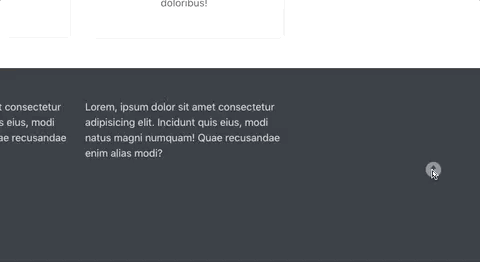 doloribus!
t consectetur
s eius, modi
ae recusandae
Lorem, ipsum dolor sit amet consectetur
adipisicing elit. Incidunt quis eius, modi
natus magni numquam! Quae recusandae
enim alias modi?